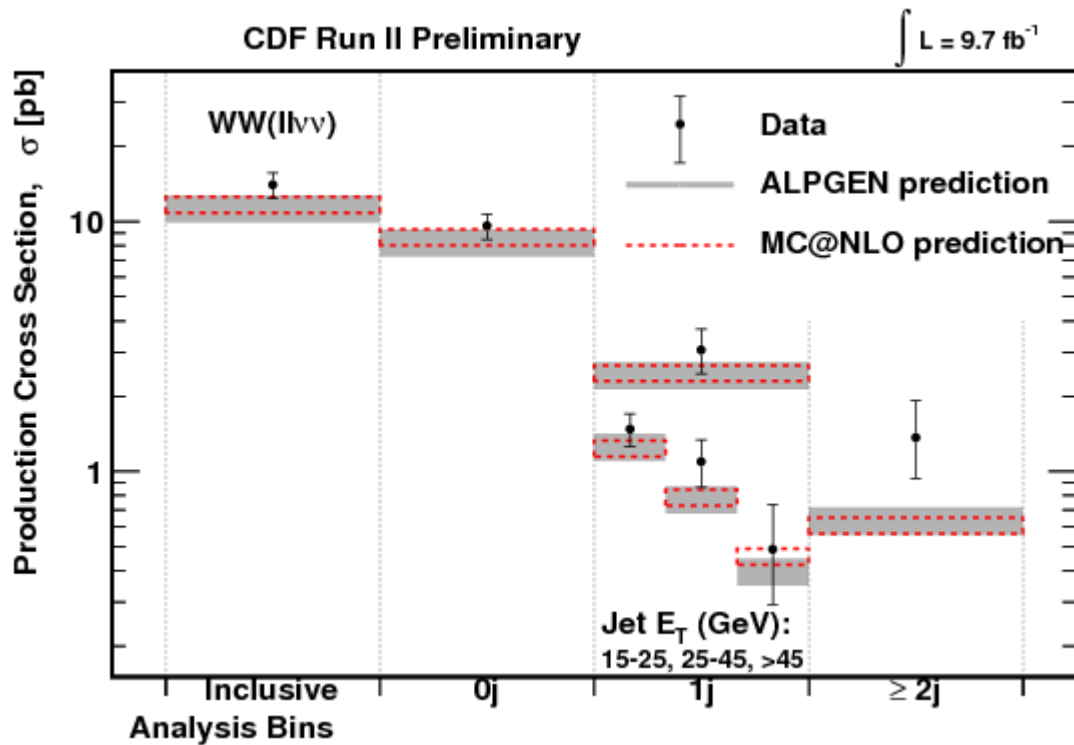 CDF Run II Preliminary
∫ L = 9.7 fb⁻¹
Production Cross Section, σ [pb]
WW(llνν)
Data
ALPGEN prediction
MC@NLO prediction
10
1
Jet E_T (GeV):
15-25, 25-45, >45
Inclusive 0j 1j ≥ 2j
Analysis Bins